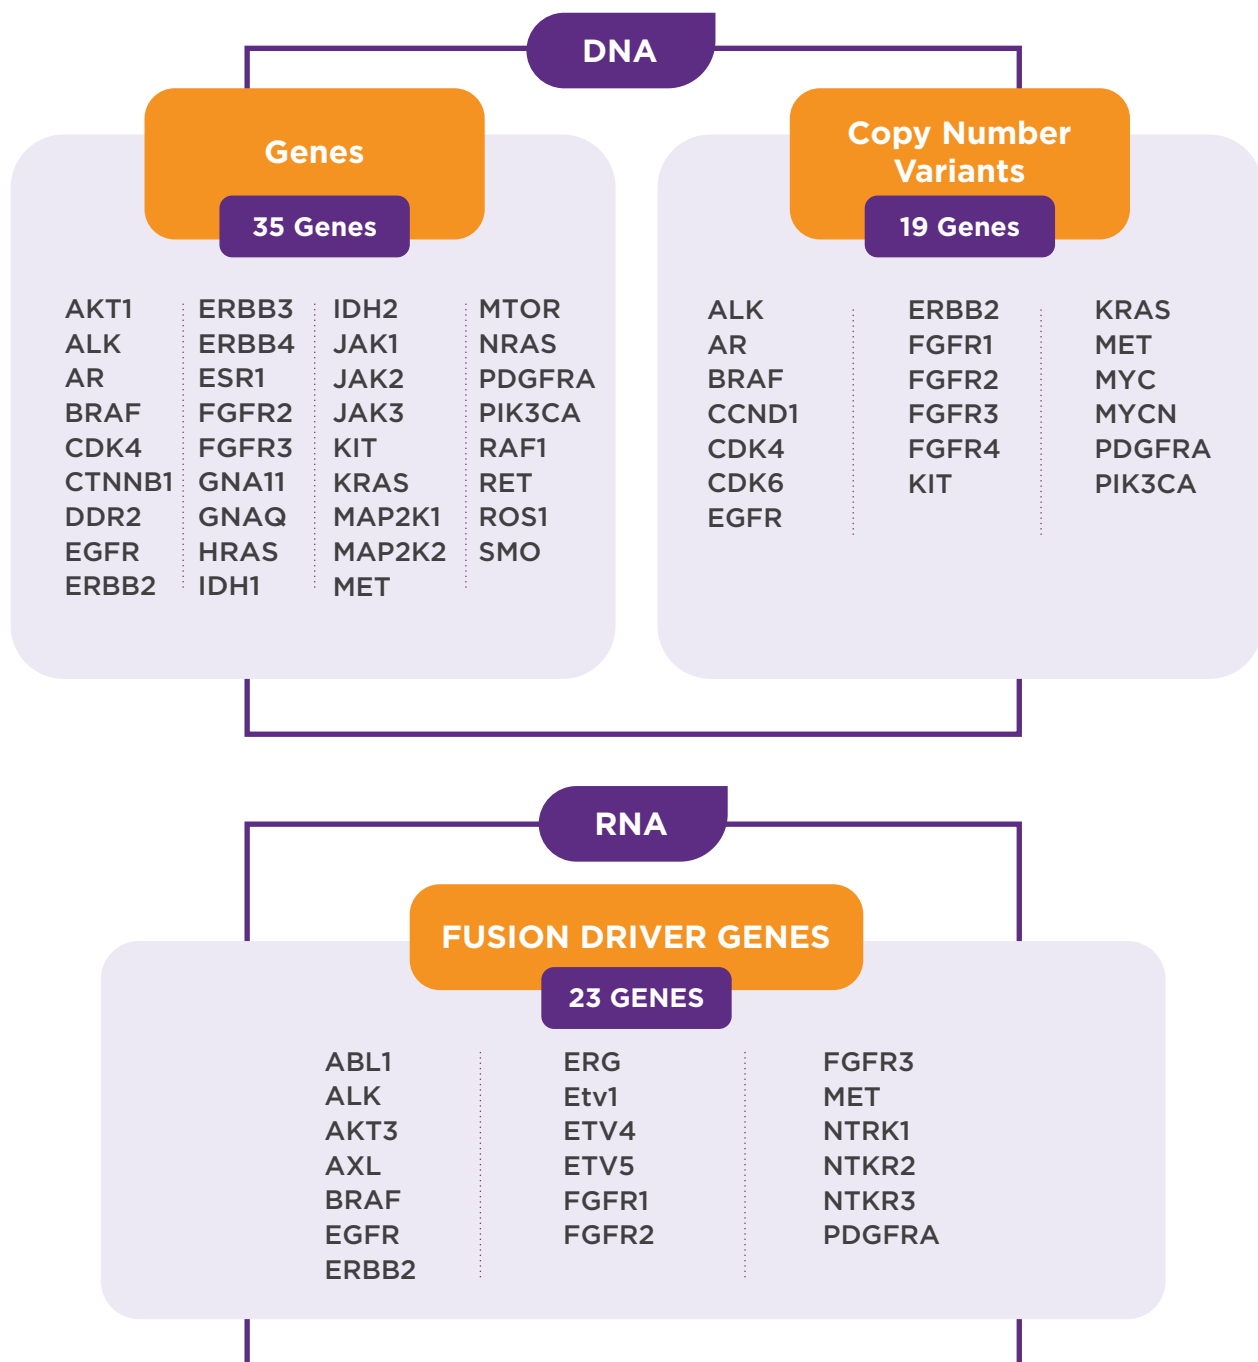 DNA
Genes
35 Genes
AKT1
ALK
AR
BRAF
CDK4
CTNNB1
DDR2
EGFR
ERBB2
ERBB3
ERBB4
ESR1
FGFR2
FGFR3
GNA11
GNAQ
HRAS
IDH1
IDH2
JAK1
JAK2
JAK3
KIT
KRAS
MAP2K1
MAP2K2
MET
MTOR
NRAS
PDGFRA
PIK3CA
RAF1
RET
ROS1
SMO
Copy Number
Variants
19 Genes
ALK
AR
BRAF
CCND1
CDK4
CDK6
EGFR
ERBB2
FGFR1
FGFR2
FGFR3
FGFR4
KIT
KRAS
MET
MYC
MYCN
PDGFRA
PIK3CA
RNA
FUSION DRIVER GENES
23 GENES
ABL1
ALK
AKT3
AXL
BRAF
EGFR
ERBB2
ERG
Etv1
ETV4
ETV5
FGFR1
FGFR2
FGFR3
MET
NTRK1
NTKR2
NTKR3
PDGFRA